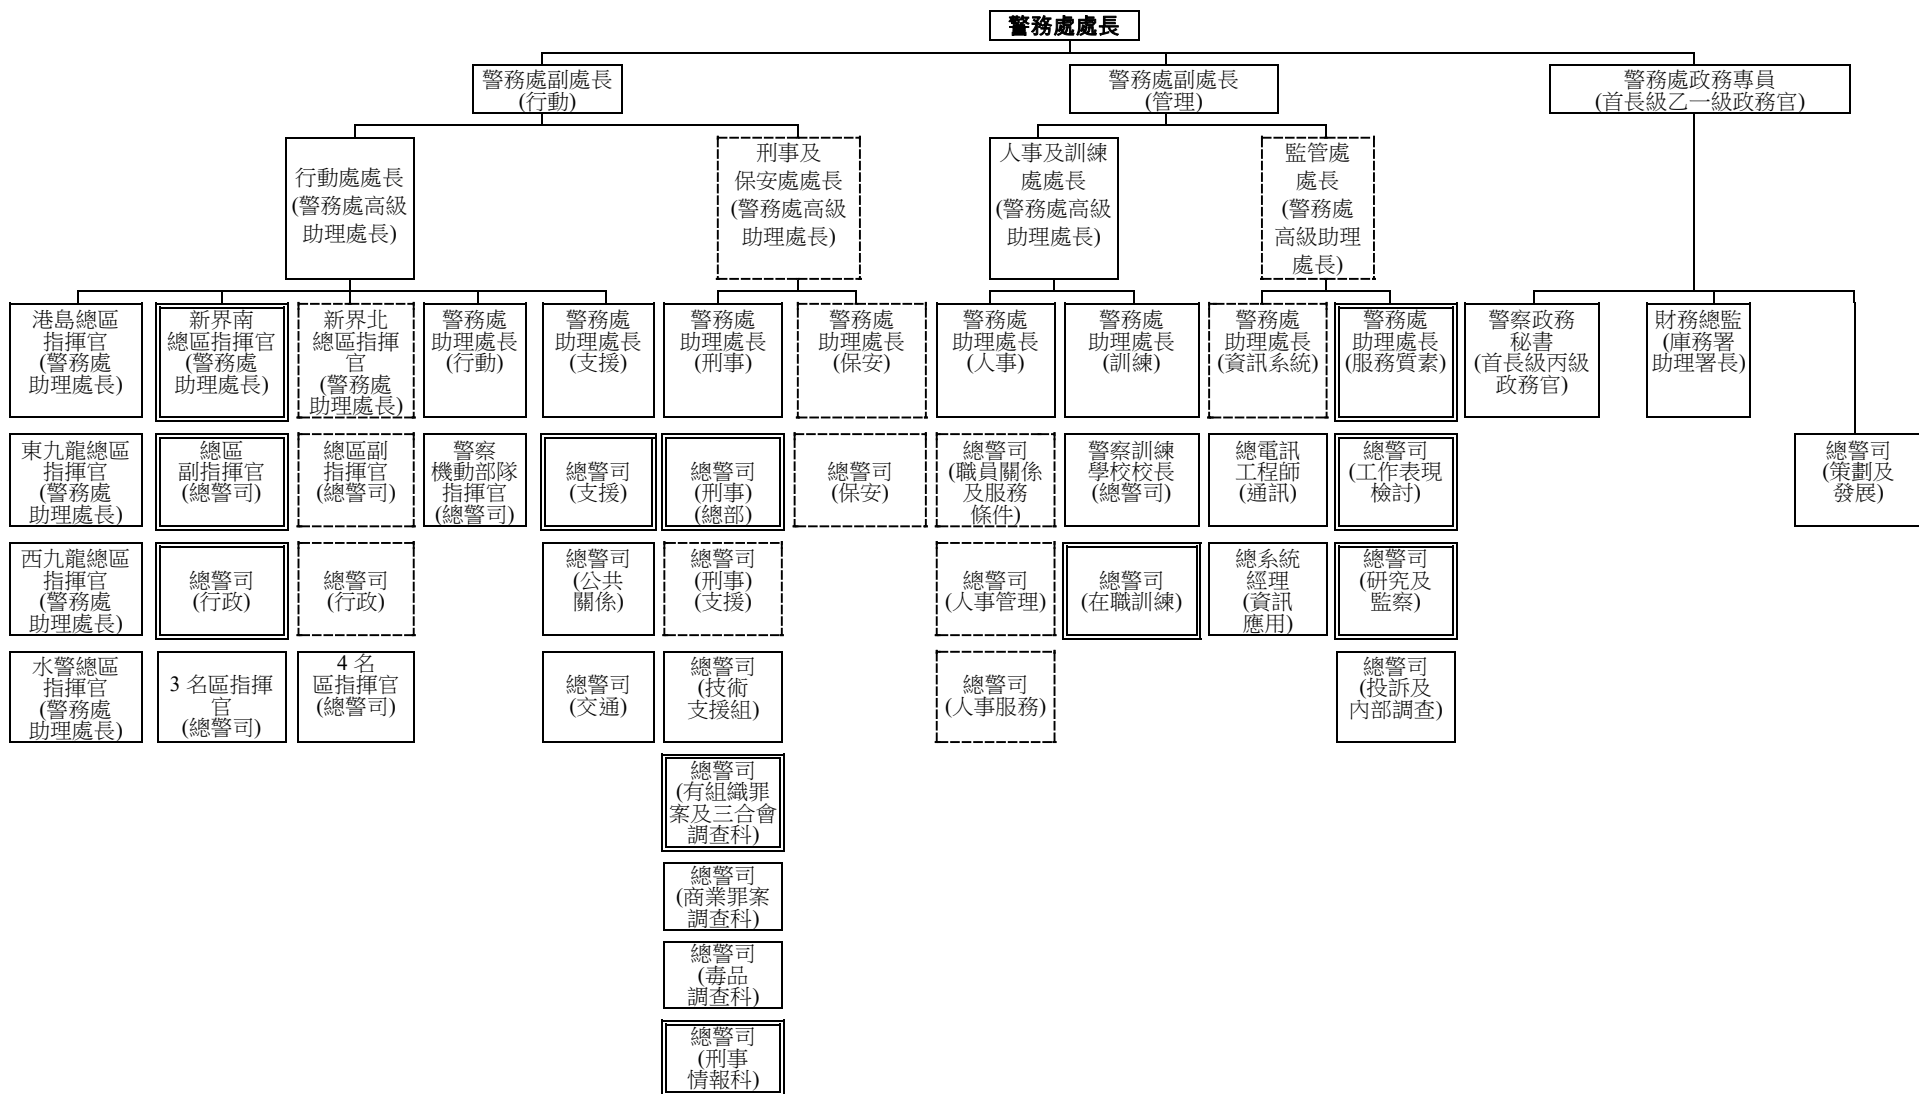 警務處處長
警務處副處長
(行動)
警務處副處長
(管理)
警務處政務專員
(首長級乙一級政務官)
行動處處長
(警務處高級
助理處長)
刑事及
保安處處長
(警務處高級
助理處長)
人事及訓練
處處長
(警務處高級
助理處長)
監管處
處長
(警務處
高級助理
處長)
港島總區
指揮官
(警務處
助理處長)
新界南
總區指揮官
(警務處
助理處長)
新界北
總區指揮
官
(警務處
助理處長)
警務處
助理處長
(行動)
警務處
助理處長
(支援)
警務處
助理處長
(刑事)
警務處
助理處長
(保安)
警務處
助理處長
(人事)
警務處
助理處長
(訓練)
警務處
助理處長
(資訊系統)
警務處
助理處長
(服務質素)
警察政務
秘書
(首長級丙級
政務官)
財務總監
(庫務署
助理署長)
東九龍總區
指揮官
(警務處
助理處長)
總區
副指揮官
(總警司)
總區副
指揮官
(總警司)
警察
機動部隊
指揮官
(總警司)
總警司
(支援)
總警司
(刑事)
(總部)
總警司
(保安)
總警司
(職員關係
及服務
條件)
警察訓練
學校校長
(總警司)
總電訊
工程師
(通訊)
總警司
(工作表現
檢討)
總警司
(策劃及
發展)
西九龍總區
指揮官
(警務處
助理處長)
總警司
(行政)
總警司
(行政)
總警司
(公共
關係)
總警司
(刑事)
(支援)
總警司
(人事管理)
總警司
(在職訓練)
總系統
經理
(資訊
應用)
總警司
(研究及
監察)
水警總區
指揮官
(警務處
助理處長)
3 名區指揮
官
(總警司)
4 名
區指揮官
(總警司)
總警司
(交通)
總警司
(技術
支援組)
總警司
(人事服務)
總警司
(投訴及
內部調查)
總警司
(有組織罪
案及三合會
調查科)
總警司
(商業罪案
調查科)
總警司
(毒品
調查科)
總警司
(刑事
情報科)